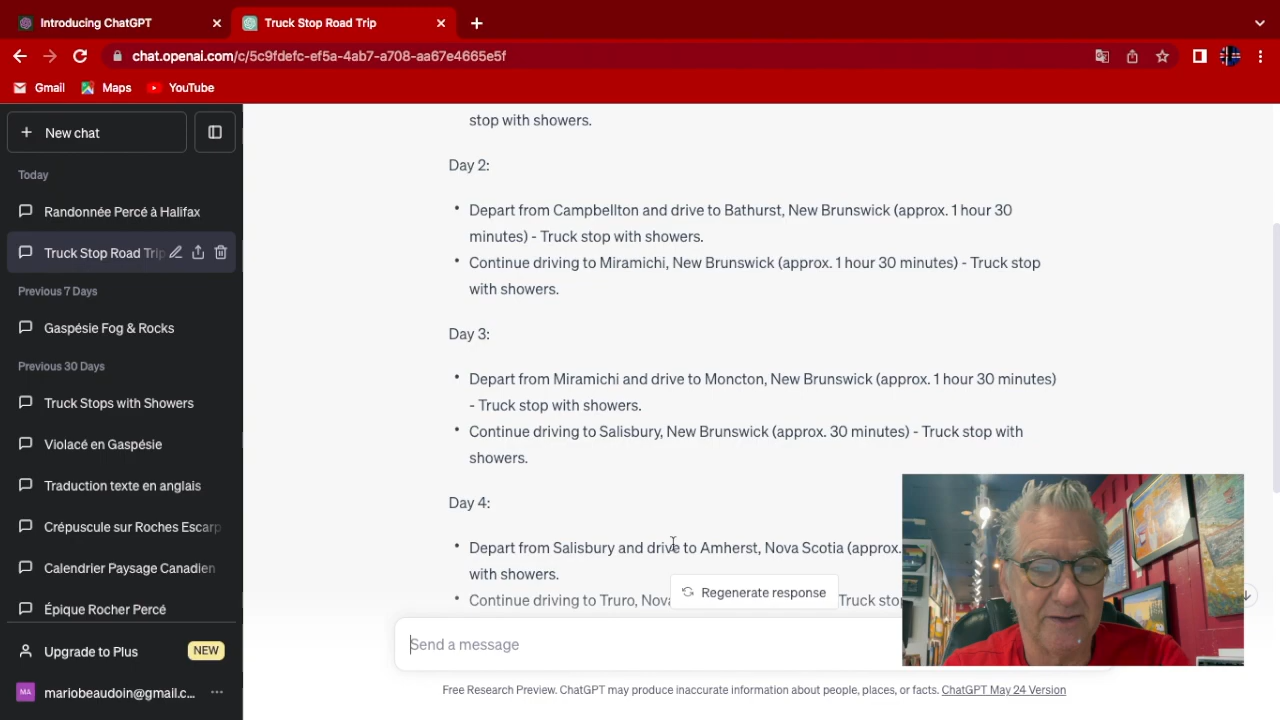 Introducing ChatGPT
Truck Stop Road Trip
chat.openai.com/c/5c9fdefc-ef5a-4ab7-a708-aa67e4665e5f
Gmail
Maps
YouTube
New chat
Today
Randonnée Percé à Halifax
Truck Stop Road Trip
Previous 7 Days
Gaspésie Fog & Rocks
Previous 30 Days
Truck Stops with Showers
Violacé en Gaspésie
Traduction texte en anglais
Crépuscule sur Roches Escarp
Calendrier Paysage Canadien
Épique Rocher Percé
Upgrade to Plus
NEW
MA
mariobeaudoin@gmail.c...
stop with showers.
Day 2:
• Depart from Campbellton and drive to Bathurst, New Brunswick (approx. 1 hour 30
minutes) - Truck stop with showers.
• Continue driving to Miramichi, New Brunswick (approx. 1 hour 30 minutes) - Truck stop
with showers.
Day 3:
• Depart from Miramichi and drive to Moncton, New Brunswick (approx. 1 hour 30 minutes)
- Truck stop with showers.
• Continue driving to Salisbury, New Brunswick (approx. 30 minutes) - Truck stop with
showers.
Day 4:
• Depart from Salisbury and drive to Amherst, Nova Scotia (approx.
with showers.
• Continue driving to Truro, Nova
Truck stop
Regenerate response
Send a message
Free Research Preview. ChatGPT may produce inaccurate information about people, places, or facts. ChatGPT May 24 Version